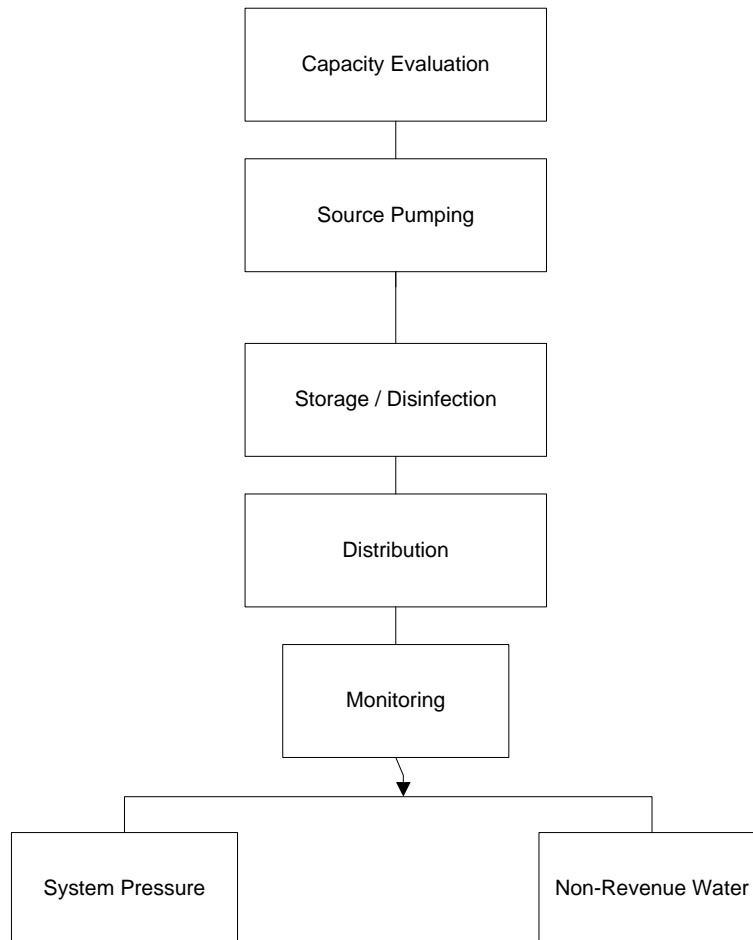 Capacity Evaluation
Source Pumping
Storage / Disinfection
Distribution
Monitoring
System Pressure
Non-Revenue Water